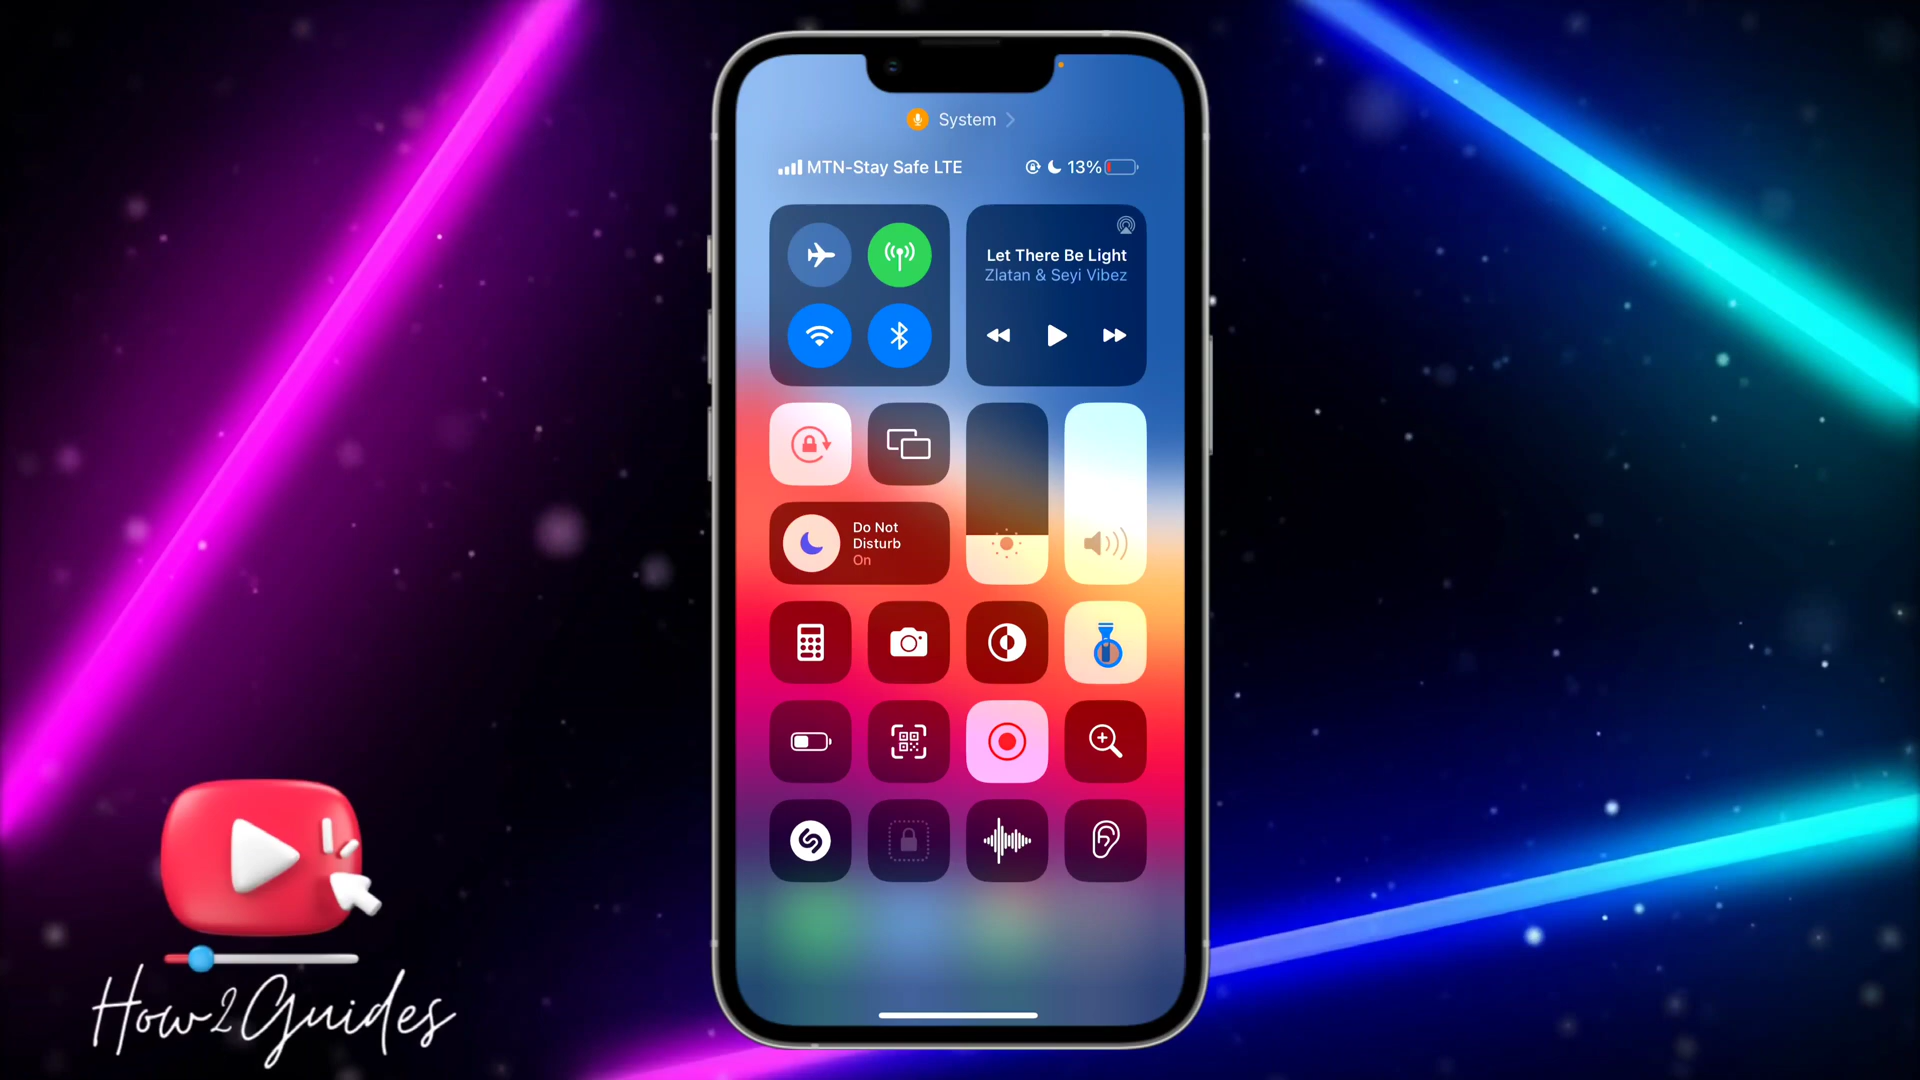 System
MTN-Stay Safe LTE 13%
Let There Be Light
Zlatan & Seyi Vibez
Do Not
Disturb
On
How2Guides